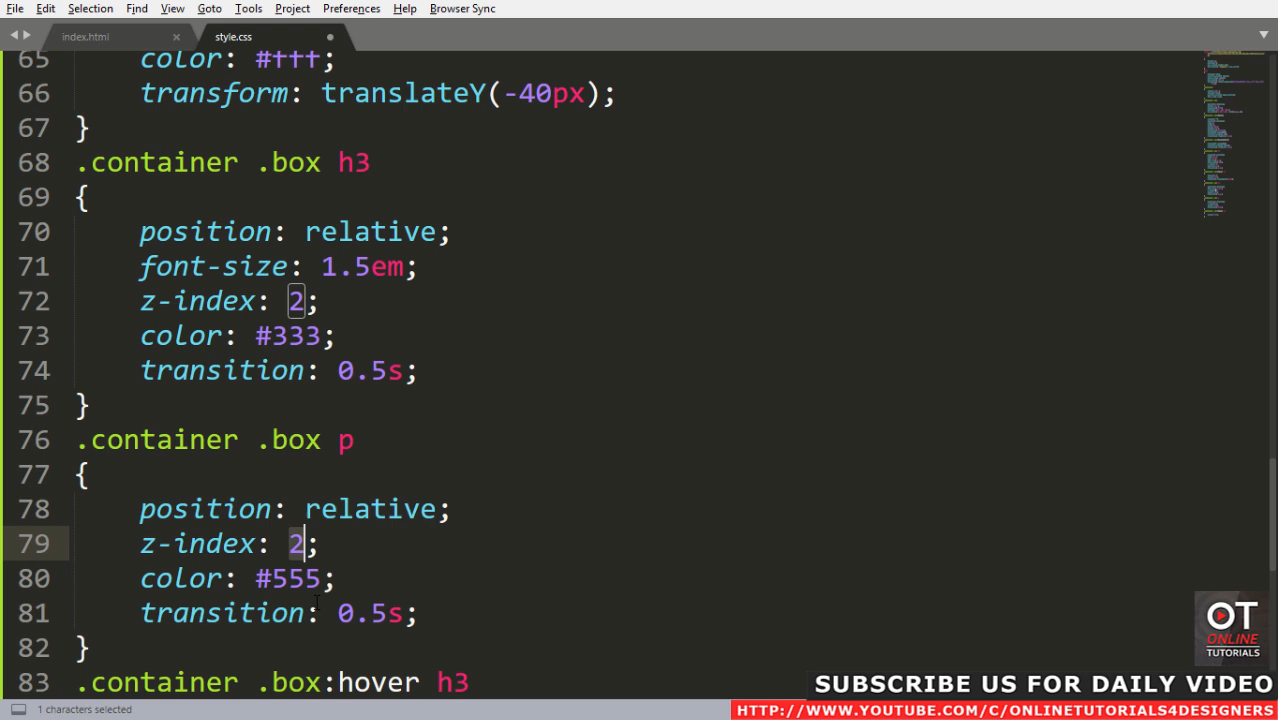 File Edit Selection Find View Goto Tools Project Preferences Help Browser Sync
index.html style.css
65 color: #fff;
66 transform: translateY(-40px);
67 }
68 .container .box h3
69 {
70 position: relative;
71 font-size: 1.5em;
72 z-index: 2;
73 color: #333;
74 transition: 0.5s;
75 }
76 .container .box p
77 {
78 position: relative;
79 z-index: 2;
80 color: #555;
81 transition: 0.5s;
82 }
83 .container .box:hover h3
OT
ONLINE
TUTORIALS
SUBSCRIBE US FOR DAILY VIDEO
1 characters selected
HTTP://WWW.YOUTUBE.COM/C/ONLINETUTORIALS4DESIGNERS